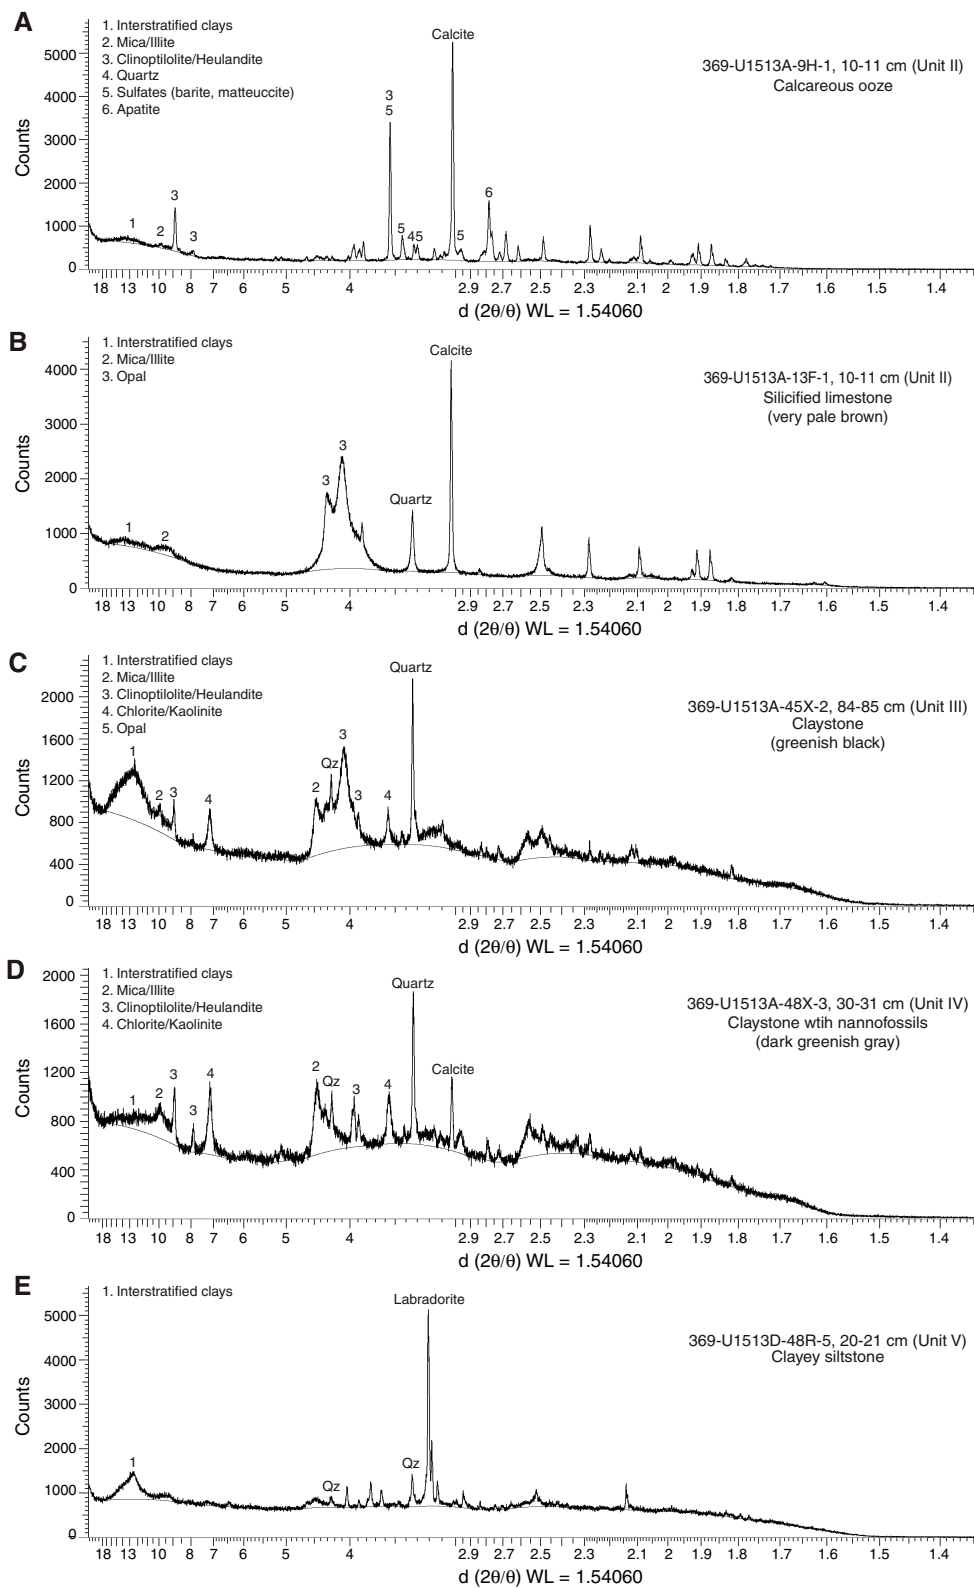 A
1. Interstratified clays
2. Mica/Illite
3. Clinoptilolite/Heulandite
4. Quartz
5. Sulfates (barite, matteuccite)
6. Apatite
369-U1513A-9H-1, 10-11 cm (Unit II)
Calcareous ooze
Calcite
3
5
1
2
3
3
5
45
5
6
Counts
5000
4000
3000
2000
1000
0
18 13 10 8 7 6 5 4 2.9 2.7 2.5 2.3 2.1 2 1.9 1.8 1.7 1.6 1.5 1.4
d (2θ/θ) WL = 1.54060
B
1. Interstratified clays
2. Mica/Illite
3. Opal
369-U1513A-13F-1, 10-11 cm (Unit II)
Silicified limestone
(very pale brown)
Calcite
Quartz
1
2
3
3
Counts
4000
3000
2000
1000
0
18 13 10 8 7 6 5 4 2.9 2.7 2.5 2.3 2.1 2 1.9 1.8 1.7 1.6 1.5 1.4
d (2θ/θ) WL = 1.54060
C
1. Interstratified clays
2. Mica/Illite
3. Clinoptilolite/Heulandite
4. Chlorite/Kaolinite
5. Opal
369-U1513A-45X-2, 84-85 cm (Unit III)
Claystone
(greenish black)
Quartz
1
2
3
4
2
Qz
3
3
4
Counts
2000
1600
1200
800
400
0
18 13 10 8 7 6 5 4 2.9 2.7 2.5 2.3 2.1 2 1.9 1.8 1.7 1.6 1.5 1.4
d (2θ/θ) WL = 1.54060
D
1. Interstratified clays
2. Mica/Illite
3. Clinoptilolite/Heulandite
4. Chlorite/Kaolinite
369-U1513A-48X-3, 30-31 cm (Unit IV)
Claystone wtih nannofossils
(dark greenish gray)
Quartz
Calcite
1
2
3
3
4
2
Qz
3
4
Counts
2000
1600
1200
800
400
0
18 13 10 8 7 6 5 4 2.9 2.7 2.5 2.3 2.1 2 1.9 1.8 1.7 1.6 1.5 1.4
d (2θ/θ) WL = 1.54060
E
1. Interstratified clays
369-U1513D-48R-5, 20-21 cm (Unit V)
Clayey siltstone
Labradorite
1
Qz
Qz
Counts
5000
4000
3000
2000
1000
0
18 13 10 8 7 6 5 4 2.9 2.7 2.5 2.3 2.1 2 1.9 1.8 1.7 1.6 1.5 1.4
d (2θ/θ) WL = 1.54060